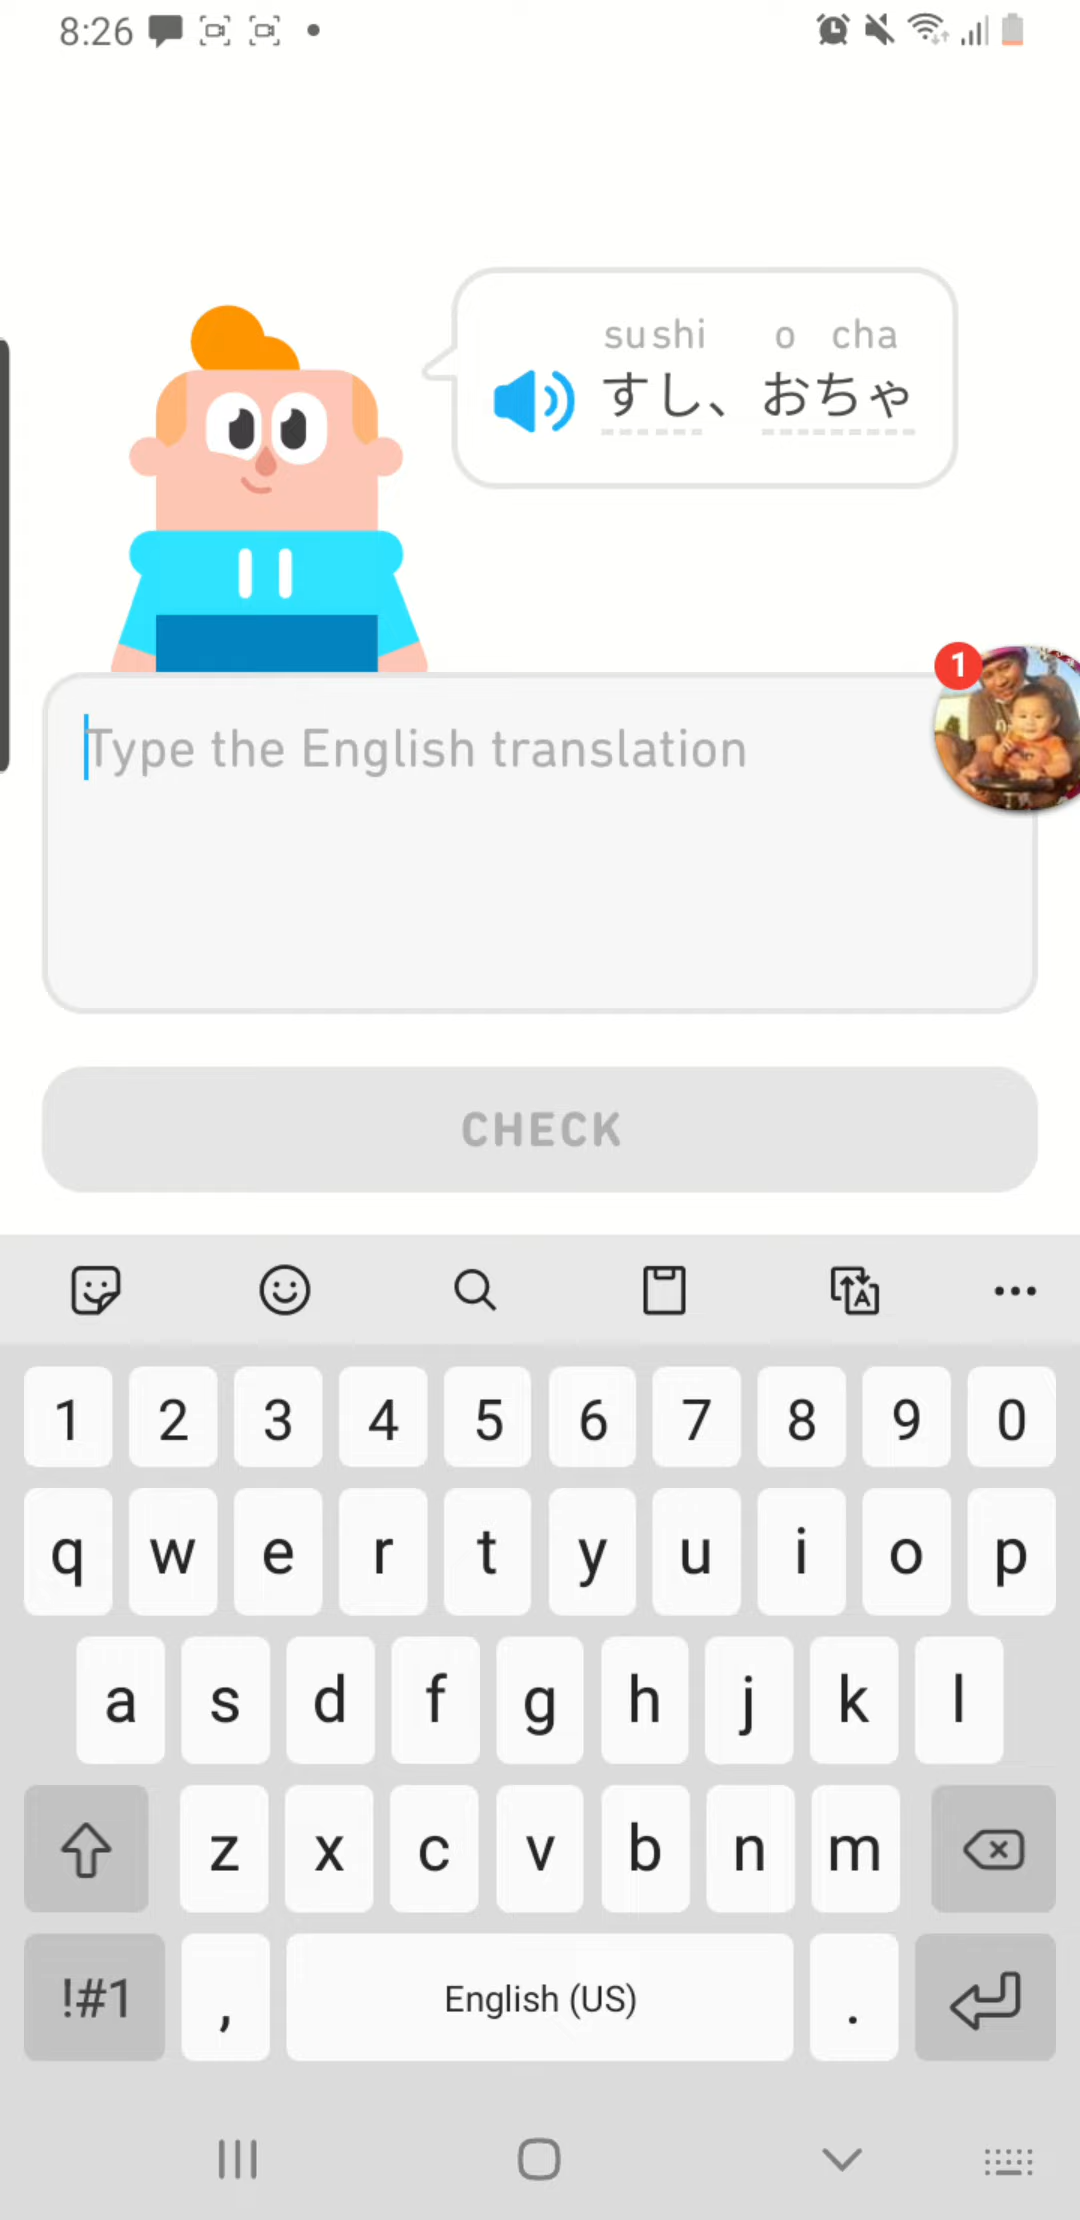 8:26
sushi o cha
すし、おちゃ
1
Type the English translation
CHECK
1 2 3 4 5 6 7 8 9 0
q w e r t y u i o p
a s d f g h j k l
z x c v b n m
!#1 , English (US) .